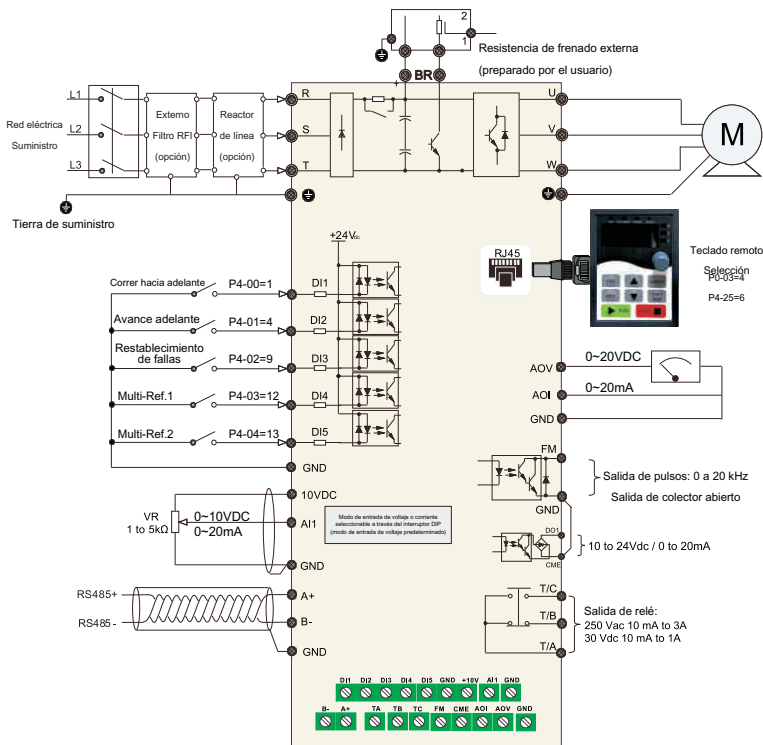 2
1
Resistencia de frenado externa
(preparado por el usuario)
+
BR
L1
L2
L3
Red eléctrica
Suministro
Externo
Filtro RFI
(opción)
Reactor
de línea
(opción)
R
S
T
U
V
W
M
Tierra de suministro
+24Vdc
RJ45
Teclado remoto
Selección
P0-03=4
P4-25=6
Correr hacia adelante
P4-00=1
DI1
Avance adelante
P4-01=4
DI2
Restablecimiento
de fallas
P4-02=9
DI3
Multi-Ref.1
P4-03=12
DI4
Multi-Ref.2
P4-04=13
DI5
GND
AOV
0~20VDC
AOI
0~20mA
GND
FM
GND
Salida de pulsos: 0 a 20 kHz
Salida de colector abierto
10VDC
VR
1 to 5kΩ
0~10VDC
0~20mA
AI1
GND
Modo de entrada de voltaje o corriente
seleccionable a través del interruptor DIP
(modo de entrada de voltaje predeterminado)
DO1
CME
10 to 24Vdc / 0 to 20mA
RS485+
RS485 -
A+
B-
GND
T/C
T/B
T/A
Salida de relé:
250 Vac 10 mA to 3A
30 Vdc 10 mA to 1A
DI1 DI2 DI3 DI4 DI5 GND +10V AI1 GND
B- A+ TA TB TC FM CME AOI AOV GND